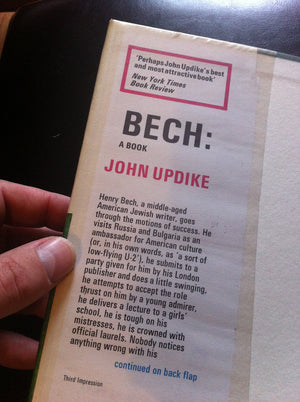 'Perhaps John Updike's best
and most attractive book'
New York Times
Book Review
BECH:
A BOOK
JOHN UPDIKE
Henry Bech, a middle-aged
American Jewish writer, goes
through the motions of success. He
visits Russia and Bulgaria as an
ambassador for American culture
(or, in his own words, as 'a sort of
low-flying U-2'), he submits to a
party given for him by his London
publisher and does a little swinging,
he attempts to accept the role
thrust on him by a young admirer,
he delivers a lecture to a girls'
school, he is tough on his
mistresses, he is crowned with
official laurels. Nobody notices
anything wrong with his
continued on back flap
Third Impression